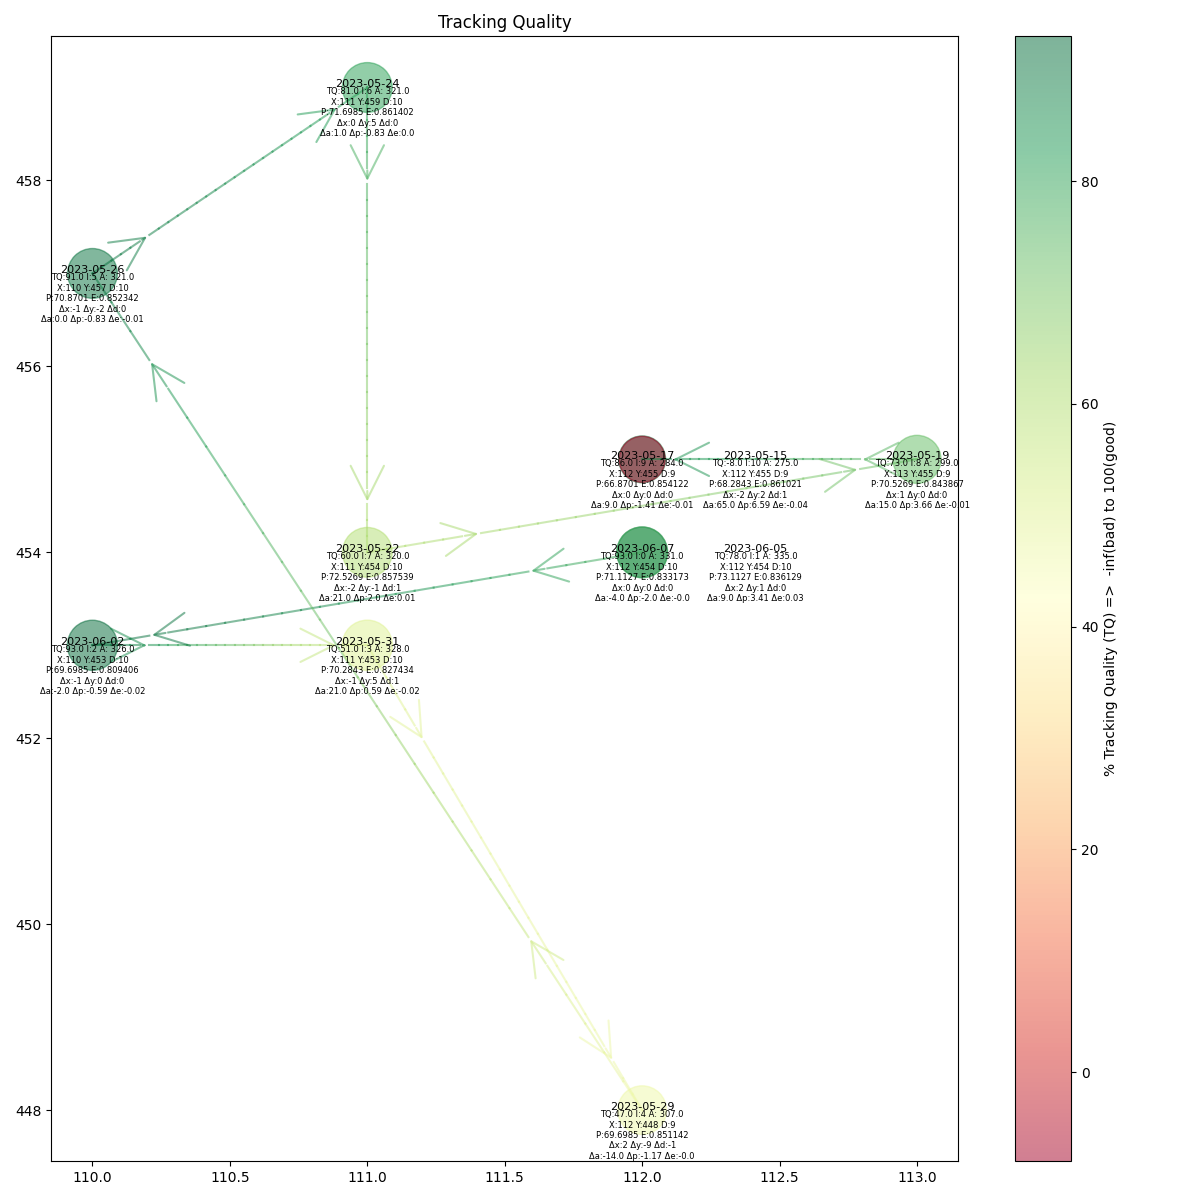 Tracking Quality
2023-05-24
TQ:81.0 I:6 A: 321.0
X:111 Y:459 D:10
P:71.6985 E:0.861402
Δx:0 Δy:5 Δd:0
Δa:1.0 Δp:-0.83 Δe:0.0
2023-05-26
TQ:91.0 I:5 A: 321.0
X:110 Y:457 D:10
P:70.8701 E:0.852342
Δx:-1 Δy:-2 Δd:0
Δa:0.0 Δp:-0.83 Δe:-0.01
2023-05-17
TQ:86.0 I:9 A: 284.0
X:112 Y:455 D:9
P:66.8701 E:0.854122
Δx:0 Δy:0 Δd:0
Δa:9.0 Δp:-1.41 Δe:-0.01
2023-05-15
TQ:-8.0 I:10 A: 275.0
X:112 Y:455 D:9
P:68.2843 E:0.861021
Δx:-2 Δy:2 Δd:1
Δa:65.0 Δp:6.59 Δe:-0.04
2023-05-19
TQ:73.0 I:8 A: 299.0
X:113 Y:455 D:9
P:70.5269 E:0.843867
Δx:1 Δy:0 Δd:0
Δa:15.0 Δp:3.66 Δe:-0.01
2023-05-22
TQ:60.0 I:7 A: 320.0
X:111 Y:454 D:10
P:72.5269 E:0.857539
Δx:-2 Δy:-1 Δd:1
Δa:21.0 Δp:2.0 Δe:0.01
2023-06-07
TQ:93.0 I:0 A: 331.0
X:112 Y:454 D:10
P:71.1127 E:0.833173
Δx:0 Δy:0 Δd:0
Δa:-4.0 Δp:-2.0 Δe:-0.0
2023-06-05
TQ:78.0 I:1 A: 335.0
X:112 Y:454 D:10
P:73.1127 E:0.836129
Δx:2 Δy:1 Δd:0
Δa:9.0 Δp:3.41 Δe:0.03
2023-06-02
TQ:93.0 I:2 A: 326.0
X:110 Y:453 D:10
P:69.6985 E:0.809406
Δx:-1 Δy:0 Δd:0
Δa:-2.0 Δp:-0.59 Δe:-0.02
2023-05-31
TQ:51.0 I:3 A: 328.0
X:111 Y:453 D:10
P:70.2843 E:0.827434
Δx:-1 Δy:5 Δd:1
Δa:21.0 Δp:0.59 Δe:-0.02
2023-05-29
TQ:47.0 I:4 A: 307.0
X:112 Y:448 D:9
P:69.6985 E:0.851142
Δx:2 Δy:-9 Δd:-1
Δa:-14.0 Δp:-1.17 Δe:-0.0
458
456
454
452
450
448
110.0
110.5
111.0
111.5
112.0
112.5
113.0
80
60
40
20
0
% Tracking Quality (TQ) => -inf(bad) to 100(good)